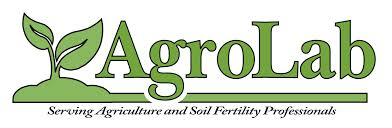 AgroLab
Serving Agriculture and Soil Fertility Professionals